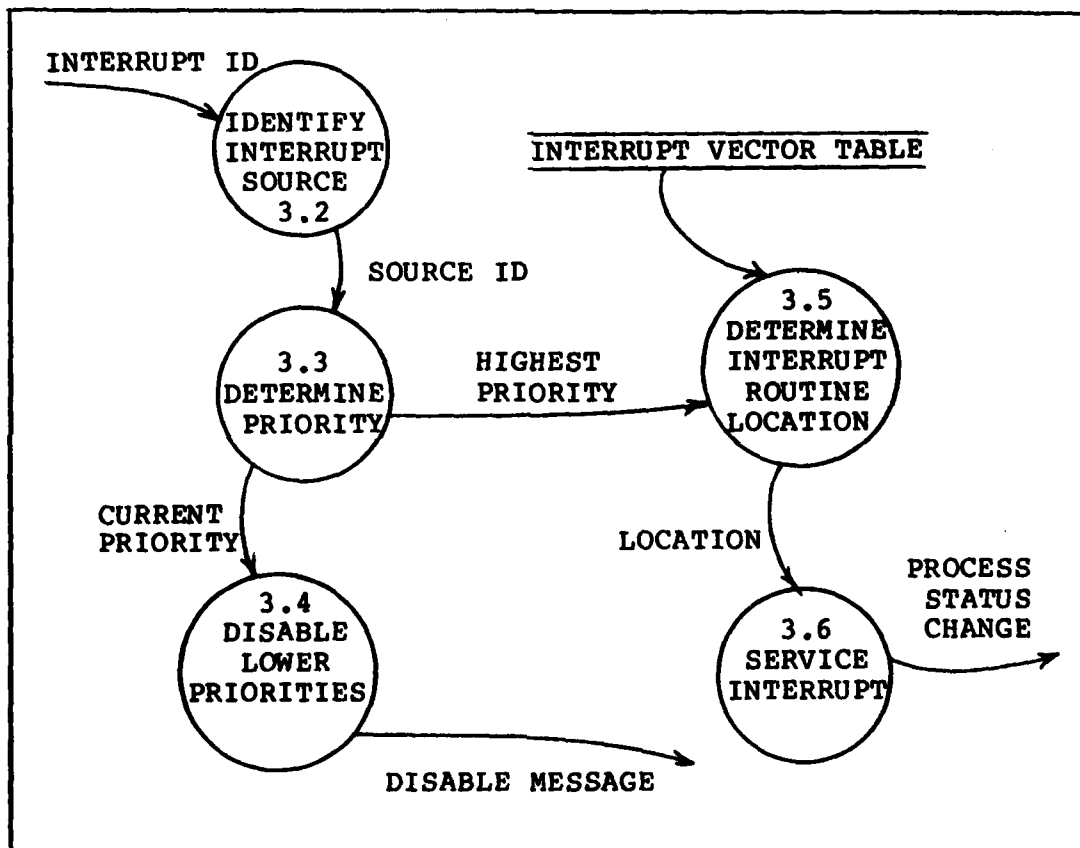 INTERRUPT ID
IDENTIFY
INTERRUPT
SOURCE
3.2
INTERRUPT VECTOR TABLE
SOURCE ID
3.3
DETERMINE
PRIORITY
HIGHEST
PRIORITY
3.5
DETERMINE
INTERRUPT
ROUTINE
LOCATION
CURRENT
PRIORITY
LOCATION
3.4
DISABLE
LOWER
PRIORITIES
3.6
SERVICE
INTERRUPT
PROCESS
STATUS
CHANGE
DISABLE MESSAGE